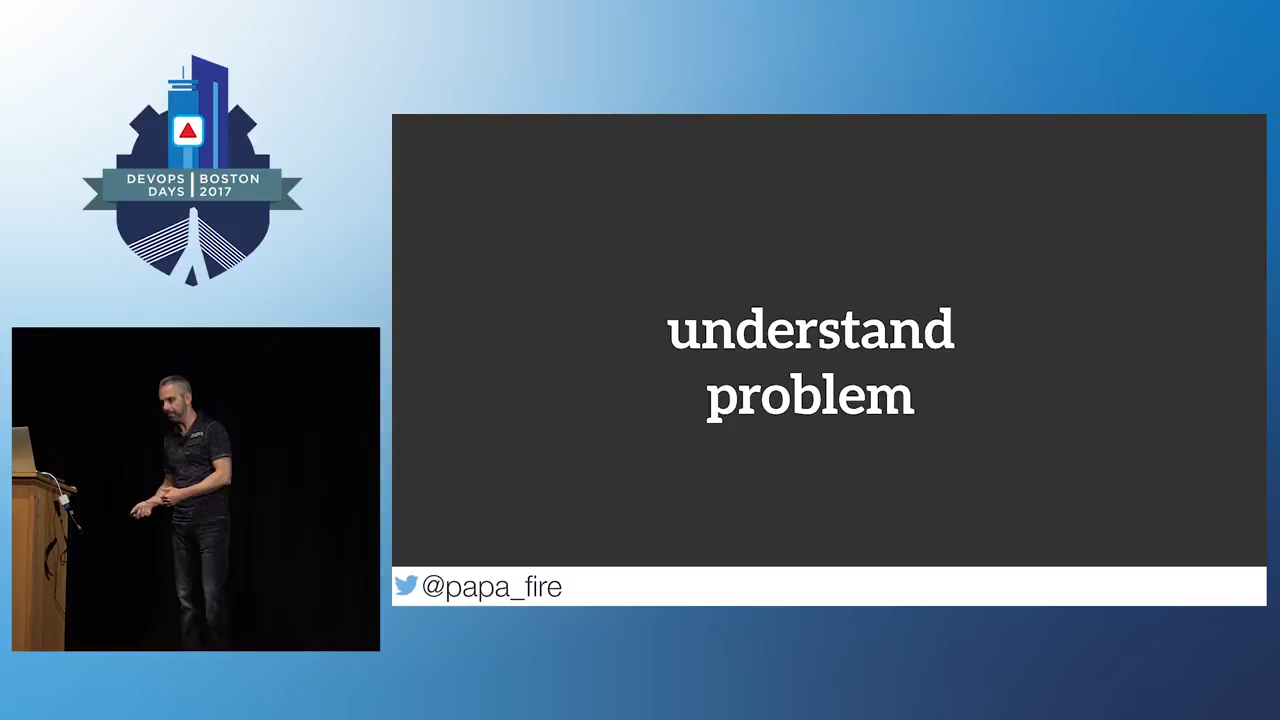 DEVOPS | BOSTON
DAYS | 2017
understand
problem
@papa_fire